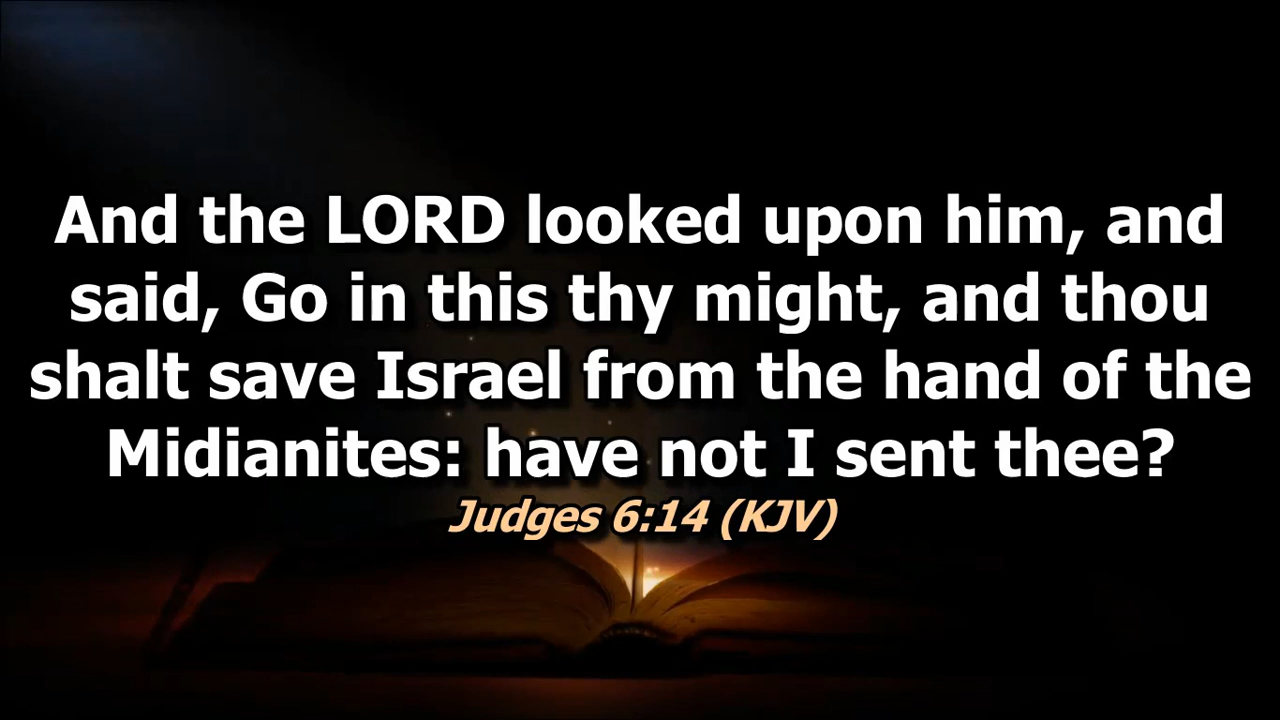 And the LORD looked upon him, and
said, Go in this thy might, and thou
shalt save Israel from the hand of the
Midianites: have not I sent thee?
Judges 6:14 (KJV)